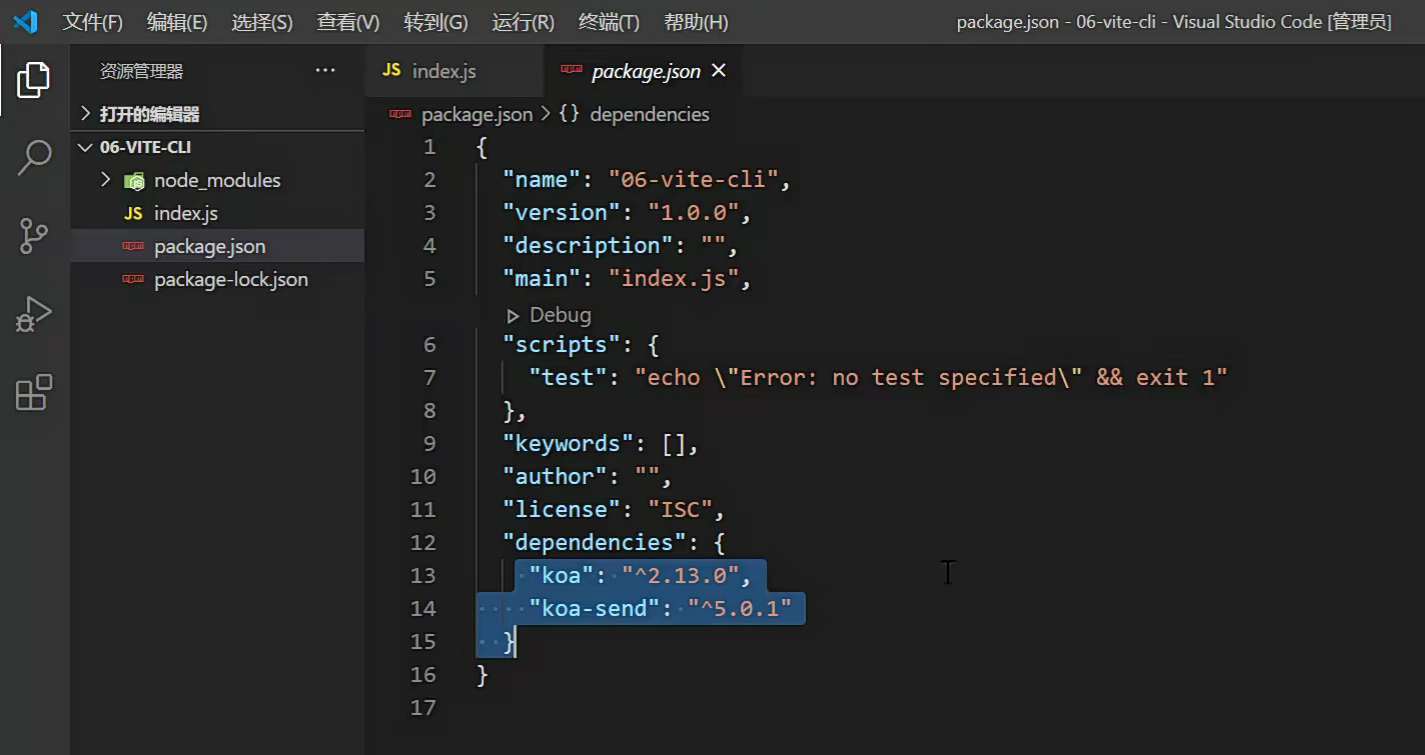 文件(F) 编辑(E) 选择(S) 查看(V) 转到(G) 运行(R) 终端(T) 帮助(H) package.json - 06-vite-cli - Visual Studio Code [管理员]
资源管理器 ···
打开的编辑器
06-VITE-CLI
node_modules
JS index.js
package.json
package-lock.json
JS index.js package.json
package.json > {} dependencies
1 {
2 "name": "06-vite-cli",
3 "version": "1.0.0",
4 "description": "",
5 "main": "index.js",
Debug
6 "scripts": {
7 "test": "echo \"Error: no test specified\" && exit 1"
8 },
9 "keywords": [],
10 "author": "",
11 "license": "ISC",
12 "dependencies": {
13 "koa": "^2.13.0",
14 "koa-send": "^5.0.1"
15 }
16 }
17